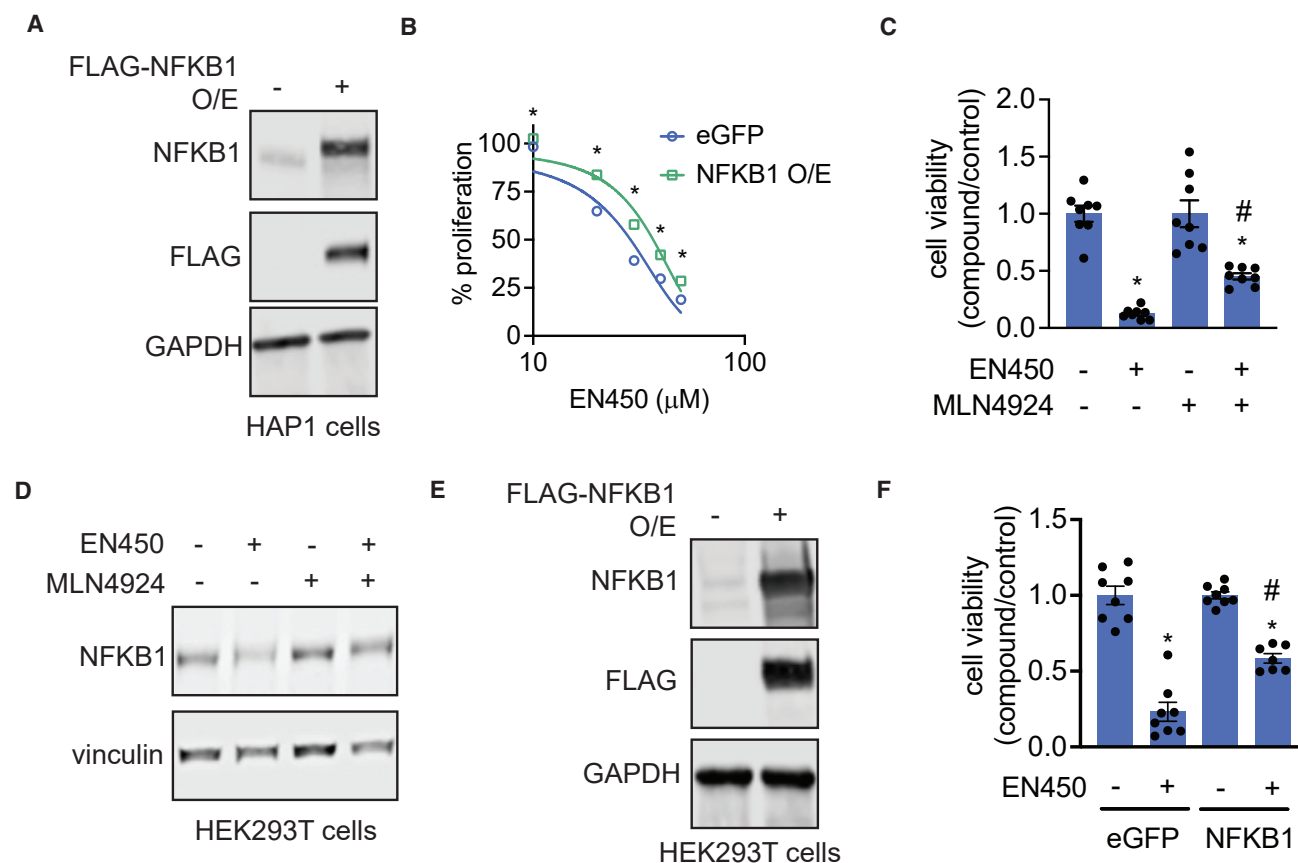 A
FLAG-NFKB1
O/E
- +
NFKB1
FLAG
GAPDH
HAP1 cells
B
% proliferation
100
75
50
25
0
10
100
EN450 (μM)
eGFP
NFKB1 O/E
* * * * *
C
cell viability
(compound/control)
2.0
1.5
1.0
0.5
0.0
*
#
*
EN450 - + - +
MLN4924 - - + +
D
EN450 - + - +
MLN4924 - - + +
NFKB1
vinculin
HEK293T cells
E
FLAG-NFKB1
O/E
- +
NFKB1
FLAG
GAPDH
HEK293T cells
F
cell viability
(compound/control)
1.5
1.0
0.5
0.0
*
#
*
EN450 - + - +
eGFP NFKB1